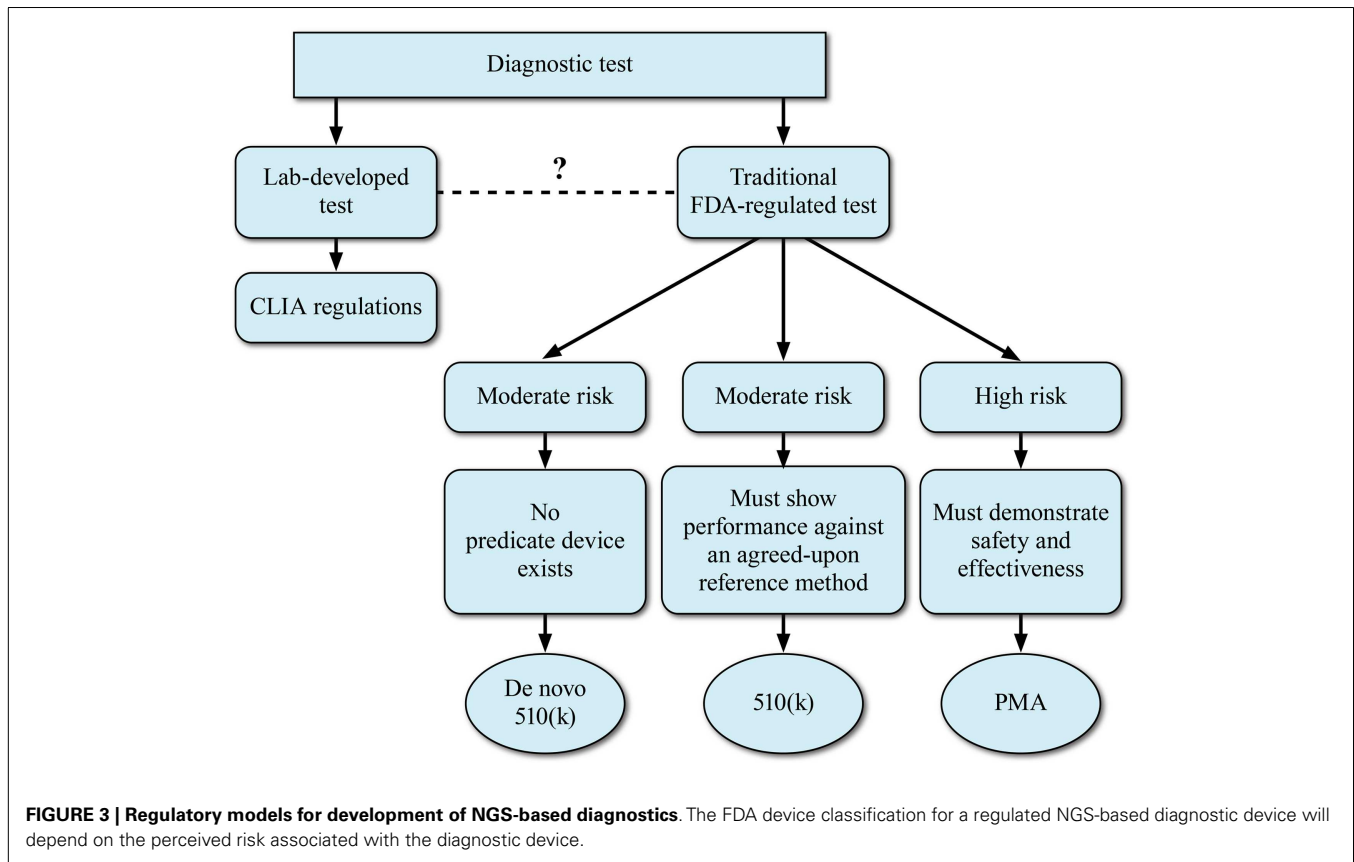 Diagnostic test
Lab-developed
test
?
Traditional
FDA-regulated test
CLIA regulations
Moderate risk
Moderate risk
High risk
No
predicate device
exists
Must show
performance against
an agreed-upon
reference method
Must demonstrate
safety and
effectiveness
De novo
510(k)
510(k)
PMA
FIGURE 3 | Regulatory models for development of NGS-based diagnostics. The FDA device classification for a regulated NGS-based diagnostic device will
depend on the perceived risk associated with the diagnostic device.